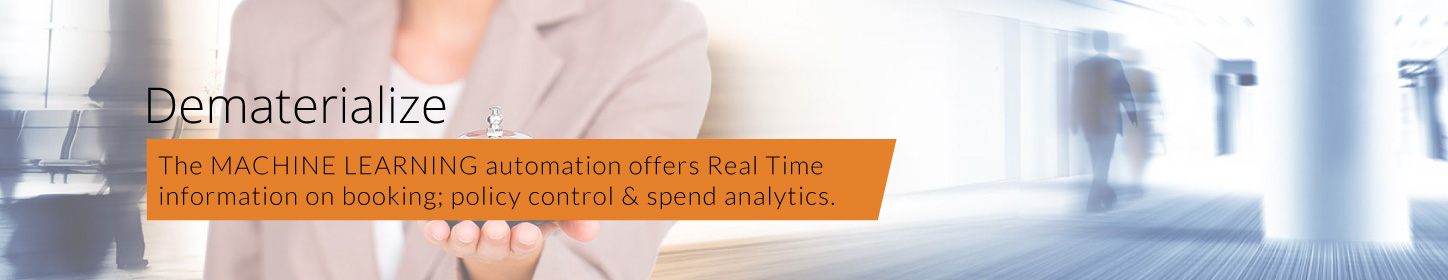 Dematerialize
The MACHINE LEARNING automation offers Real Time
information on booking; policy control & spend analytics.